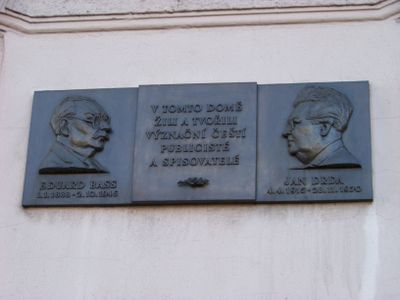 V TOMTO DOMĚ
ŽILI A TVOŘILI
VÝZNAČNÍ ČEŠTÍ
PUBLICISTÉ
A SPISOVATELÉ
EDUARD BASS
1.1.1888 - 2.10.1946
JAN DRDA
4.4.1915 - 28.11.1970